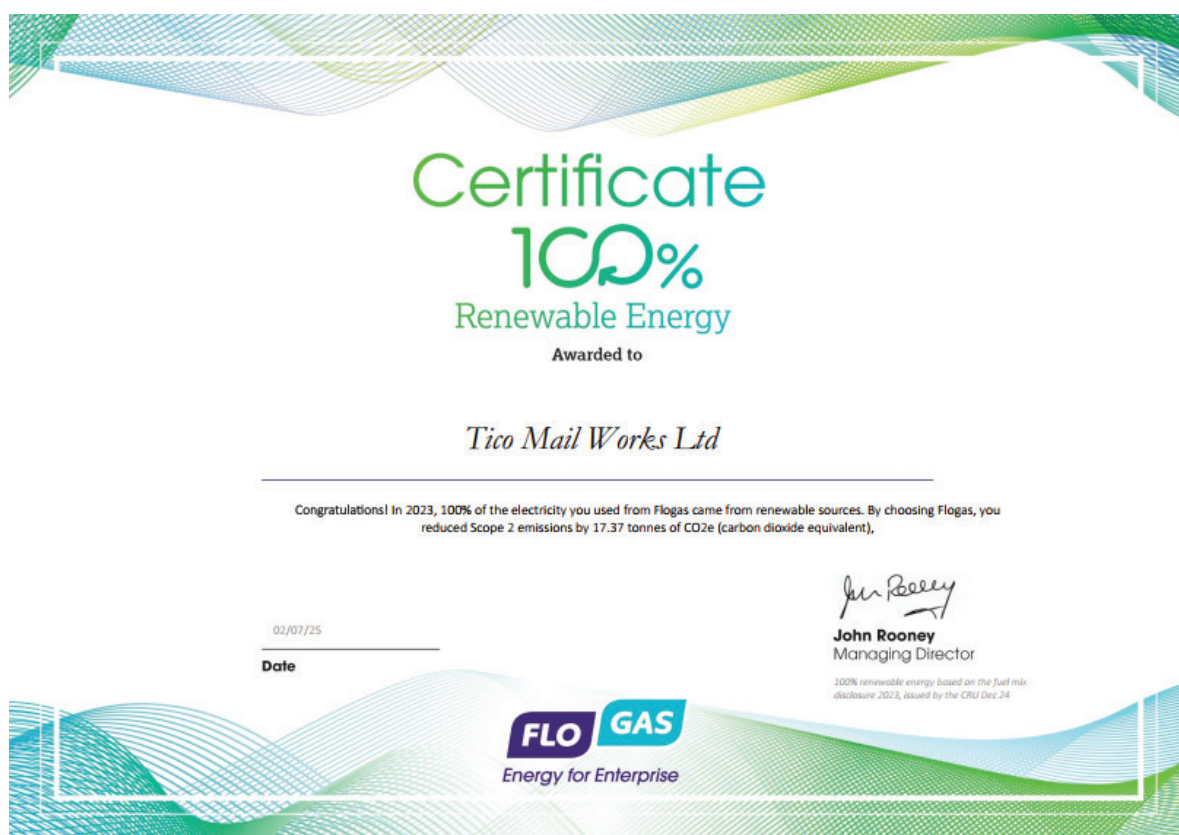 Certificate
100%
Renewable Energy
Awarded to
Tico Mail Works Ltd
Congratulations! In 2023, 100% of the electricity you used from Flogas came from renewable sources. By choosing Flogas, you
reduced Scope 2 emissions by 17.37 tonnes of CO2e (carbon dioxide equivalent),
02/07/25
Date
John Rooney
Managing Director
100% renewable energy based on the fuel mix
disclosure 2023, issued by the CRU Dec 24
FLO GAS
Energy for Enterprise